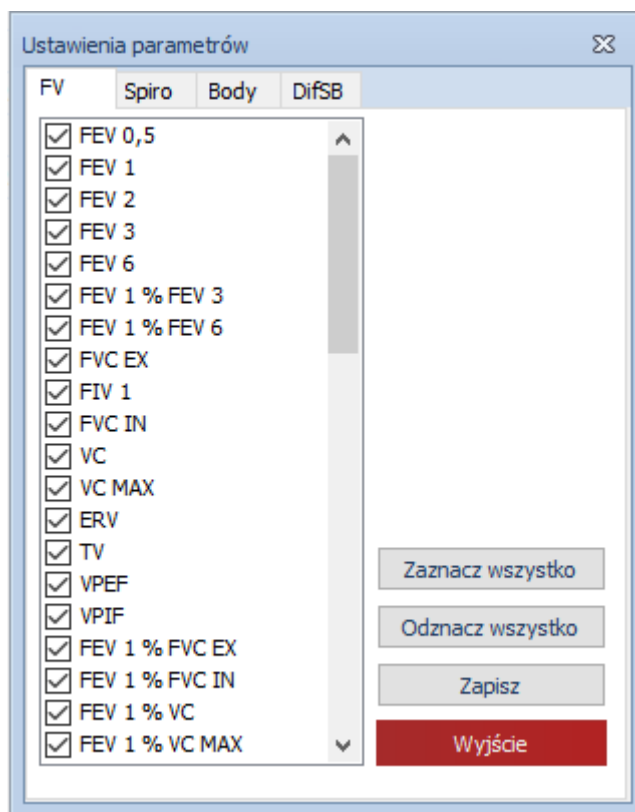 Ustawienia parametrów
FV Spiro Body DifSB
FEV 0,5
FEV 1
FEV 2
FEV 3
FEV 6
FEV 1 % FEV 3
FEV 1 % FEV 6
FVC EX
FIV 1
FVC IN
VC
VC MAX
ERV
TV
VPEF
VPIF
FEV 1 % FVC EX
FEV 1 % FVC IN
FEV 1 % VC
FEV 1 % VC MAX
Zaznacz wszystko
Odznacz wszystko
Zapisz
Wyjście